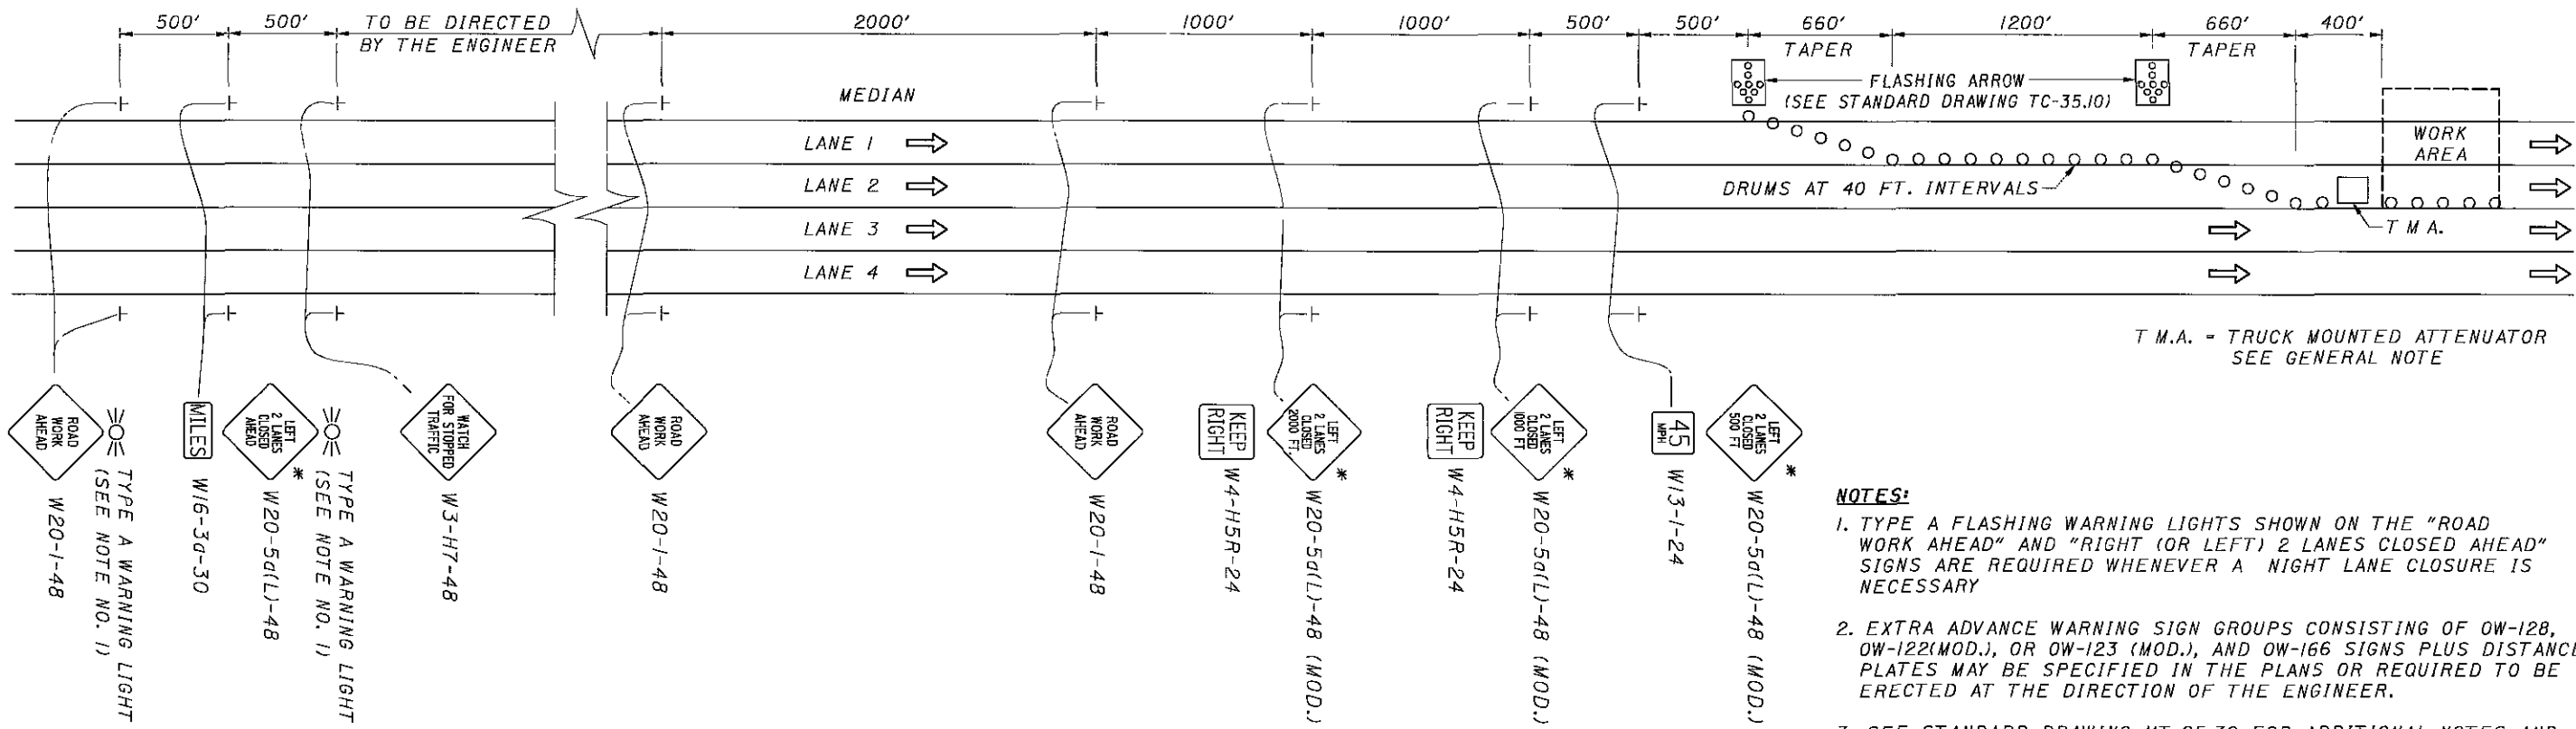 500' 500' TO BE DIRECTED 2000' 1000' 1000' 500' 500' 660' 1200' 660' 400'
BY THE ENGINEER TAPER TAPER
MEDIAN
FLASHING ARROW
(SEE STANDARD DRAWING TC-35.10)
LANE 1
LANE 2
LANE 3
LANE 4
DRUMS AT 40 FT. INTERVALS
WORK
AREA
T M A.
T M.A. - TRUCK MOUNTED ATTENUATOR
SEE GENERAL NOTE
ROAD
WORK
AHEAD
W20-1-48
TYPE A WARNING LIGHT
(SEE NOTE NO. 1)
MILES
W16-3a-30
LEFT
2 LANES
CLOSED
AHEAD
*
W20-5a(L)-48
TYPE A WARNING LIGHT
(SEE NOTE NO. 1)
WATCH
FOR STOPPED
TRAFFIC
W3-H7-48
ROAD
WORK
AHEAD
W20-1-48
ROAD
WORK
AHEAD
W20-1-48
KEEP
RIGHT
W4-H5R-24
LEFT
2 LANES
CLOSED
2000 FT.
*
W20-5a(L)-48 (MOD.)
KEEP
RIGHT
W4-H5R-24
LEFT
2 LANES
CLOSED
1000 FT
*
W20-5a(L)-48 (MOD.)
45
MPH
W13-1-24
LEFT
2 LANES
CLOSED
500 FT
*
W20-5a(L)-48 (MOD.)
NOTES:
1. TYPE A FLASHING WARNING LIGHTS SHOWN ON THE "ROAD
WORK AHEAD" AND "RIGHT (OR LEFT) 2 LANES CLOSED AHEAD"
SIGNS ARE REQUIRED WHENEVER A NIGHT LANE CLOSURE IS
NECESSARY
2. EXTRA ADVANCE WARNING SIGN GROUPS CONSISTING OF OW-128,
OW-122(MOD.), OR OW-123 (MOD.), AND OW-166 SIGNS PLUS DISTANCE
PLATES MAY BE SPECIFIED IN THE PLANS OR REQUIRED TO BE
ERECTED AT THE DIRECTION OF THE ENGINEER.